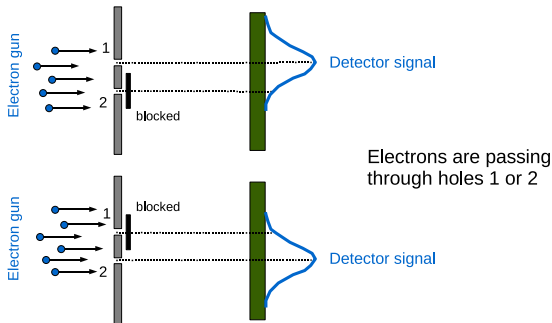 Electron gun
1
2
blocked
Detector signal
Electrons are passing
through holes 1 or 2
Electron gun
1
blocked
2
Detector signal